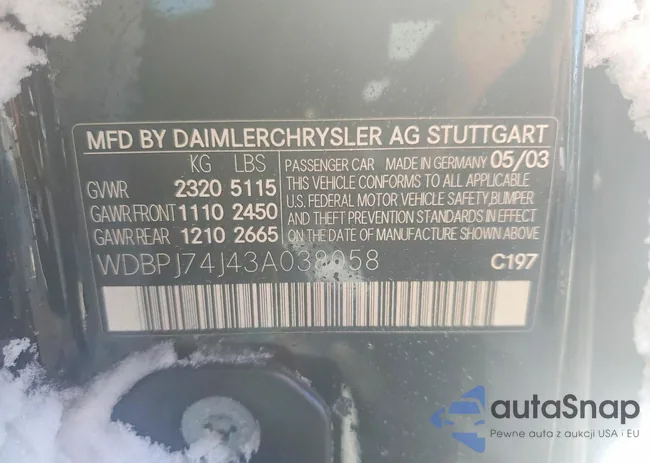 MFD BY DAIMLERCHRYSLER AG STUTTGART
KG LBS
GVWR 2320 5115
GAWR FRONT 1110 2450
GAWR REAR 1210 2665
PASSENGER CAR MADE IN GERMANY 05/03
THIS VEHICLE CONFORMS TO ALL APPLICABLE
U.S. FEDERAL MOTOR VEHICLE SAFETY, BUMPER
AND THEFT PREVENTION STANDARDS IN EFFECT
ON THE DATE OF MANUFACTURE SHOWN ABOVE.
WDBPJ74J43A038058 C197
autaSnap
Pewne auta z aukcji USA i EU